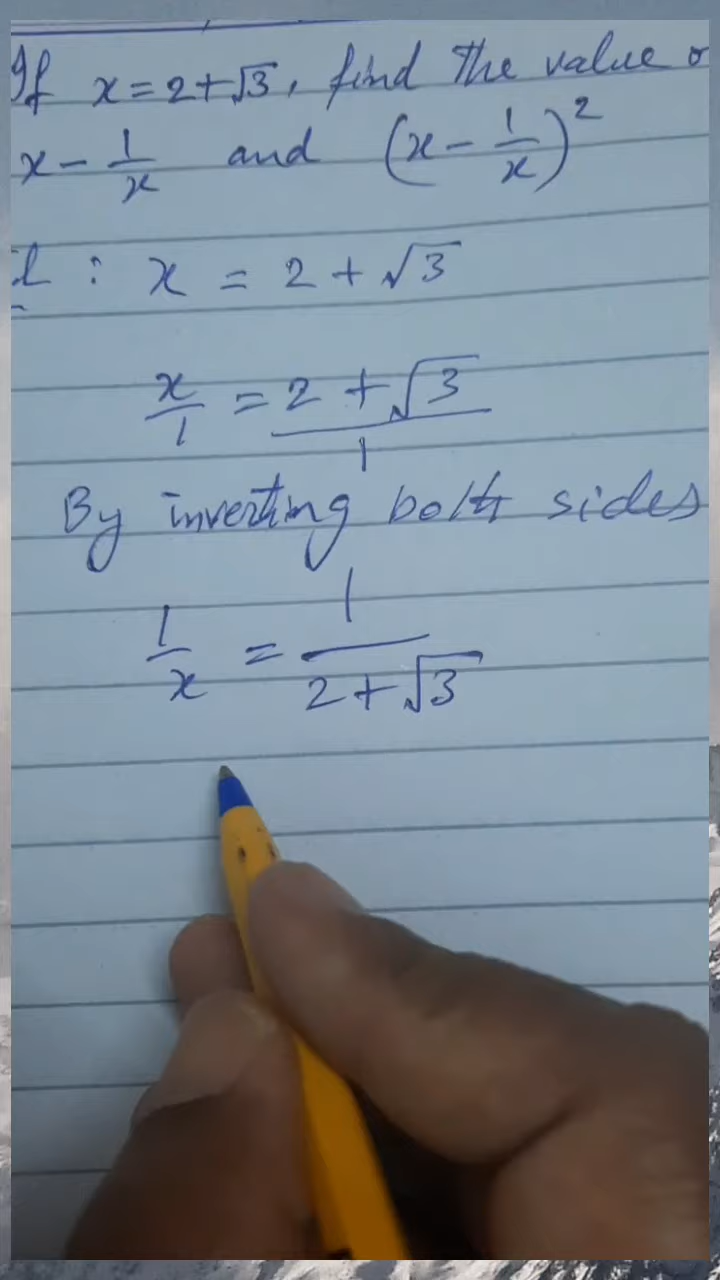 If x = 2 + √3, find the value o
x - 1/x and (x - 1/x)²
l : x = 2 + √3
x/1 = (2 + √3)/1
By inverting both sides
1/x = 1/(2 + √3)